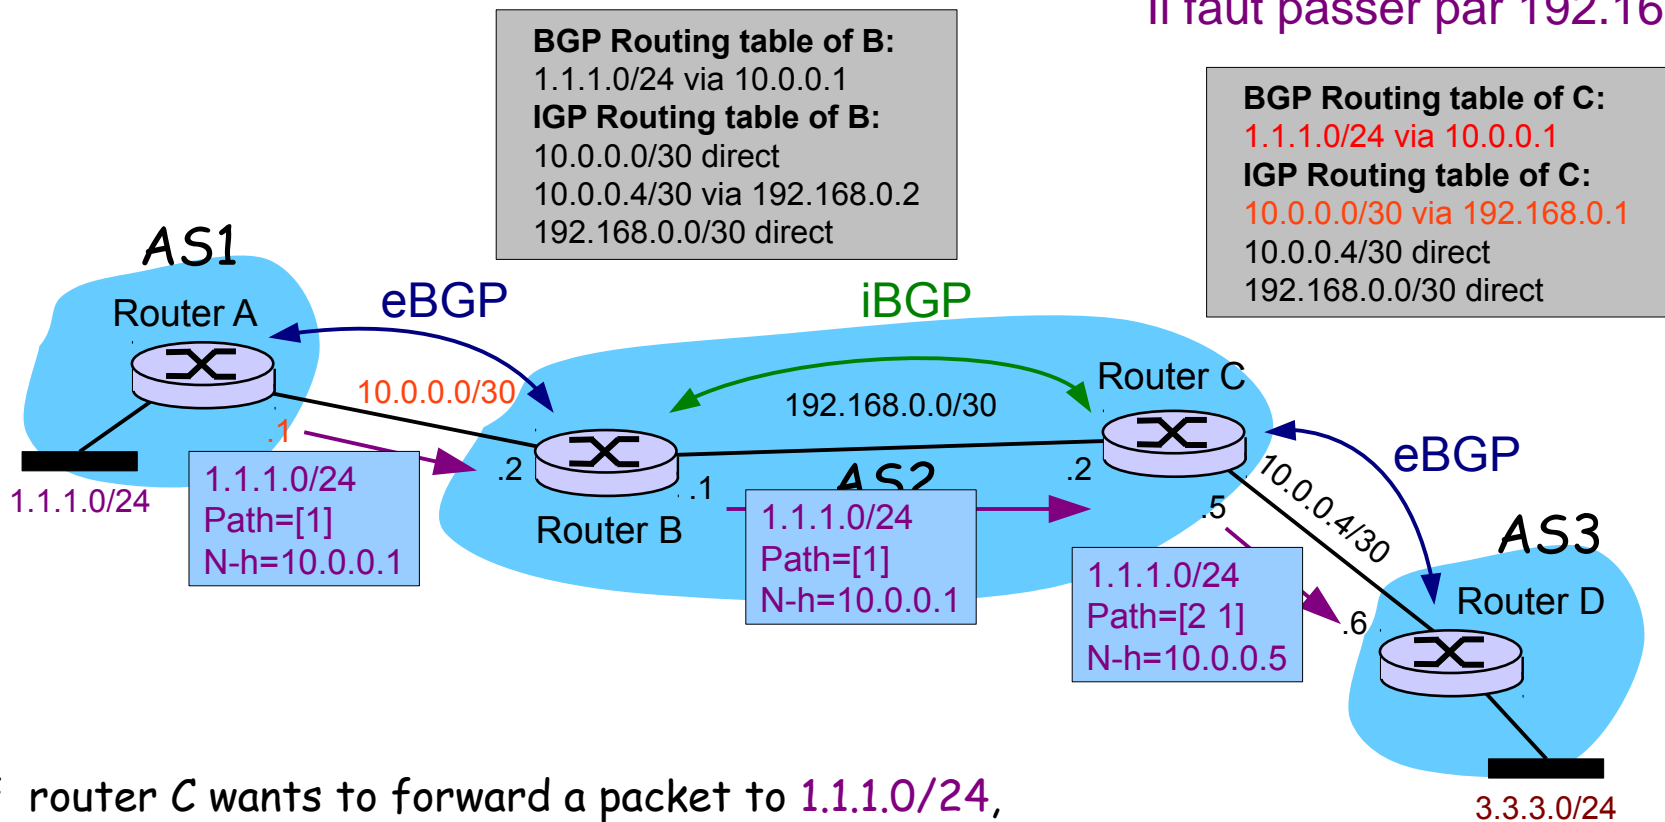 Il faut passer par 192.16
BGP Routing table of B:
1.1.1.0/24 via 10.0.0.1
IGP Routing table of B:
10.0.0.0/30 direct
10.0.0.4/30 via 192.168.0.2
192.168.0.0/30 direct
BGP Routing table of C:
1.1.1.0/24 via 10.0.0.1
IGP Routing table of C:
10.0.0.0/30 via 192.168.0.1
10.0.0.4/30 direct
192.168.0.0/30 direct
AS1
Router A
eBGP
iBGP
10.0.0.0/30
192.168.0.0/30
Router C
.1
.2
.1
.2
.5
1.1.1.0/24
Router B
AS2
eBGP
10.0.0.4/30
1.1.1.0/24
Path=[1]
N-h=10.0.0.1
1.1.1.0/24
Path=[1]
N-h=10.0.0.1
1.1.1.0/24
Path=[2 1]
N-h=10.0.0.5
AS3
.6
Router D
3.3.3.0/24
router C wants to forward a packet to 1.1.1.0/24,